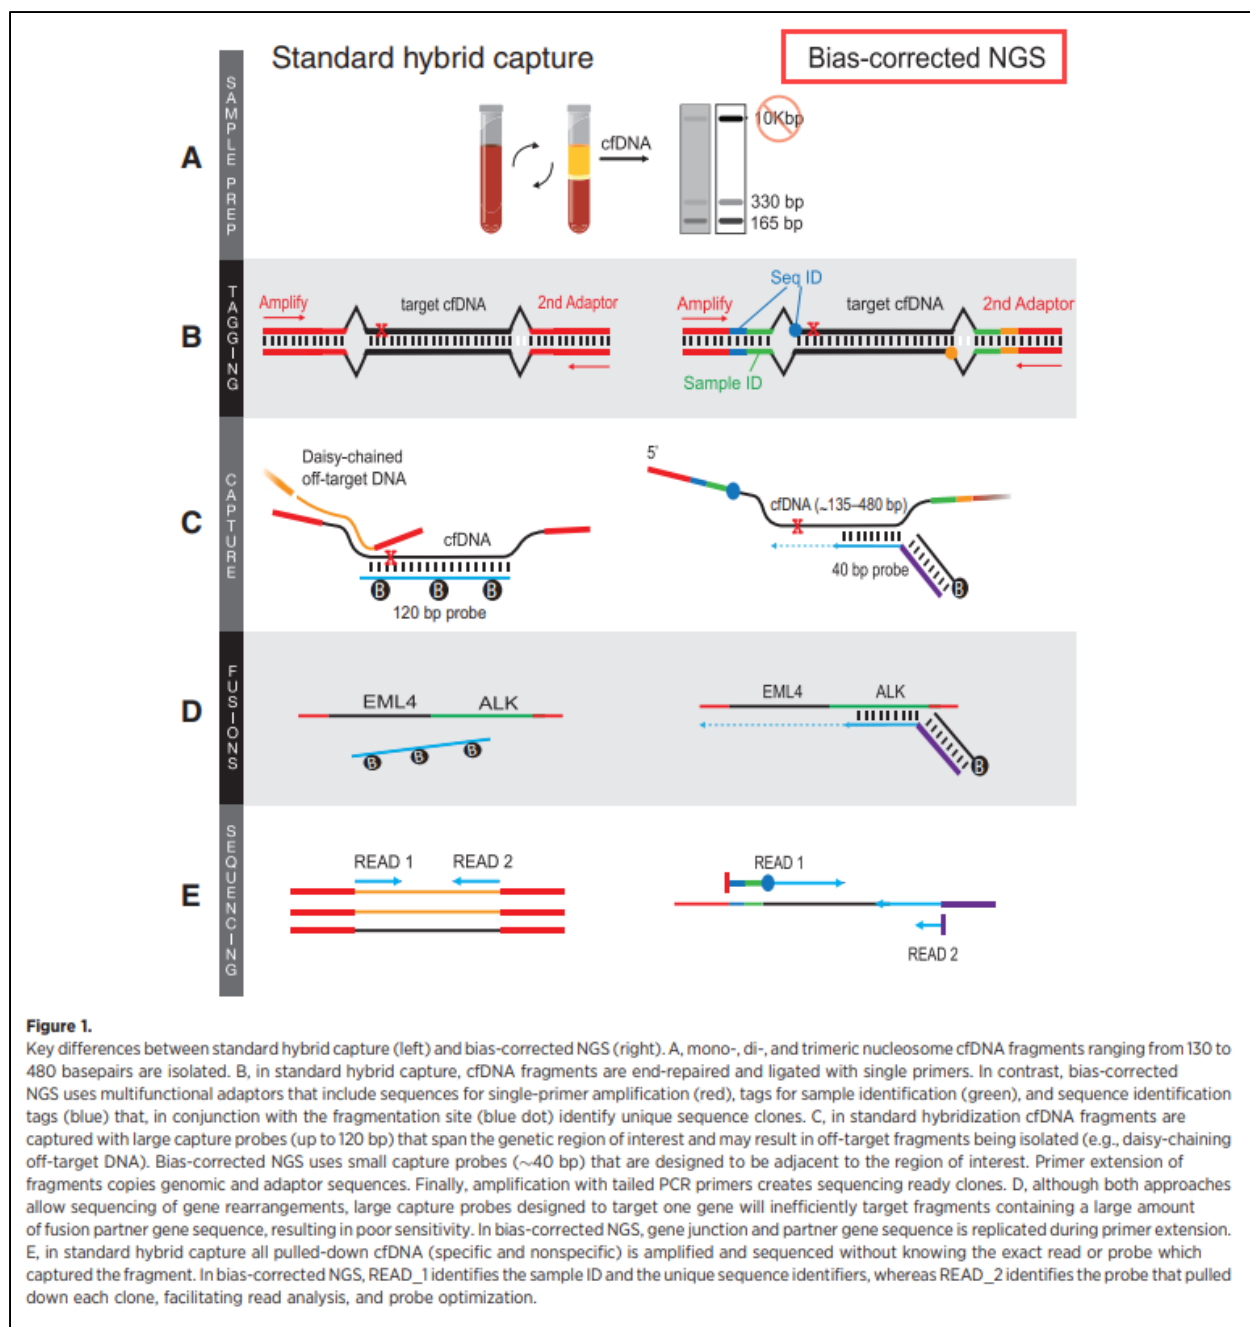 Standard hybrid capture
Bias-corrected NGS
SAMPLE PREP
A
cfDNA
10Kbp
330 bp
165 bp
TAGGING
B
Amplify
target cfDNA
2nd Adaptor
X
Seq ID
Amplify
target cfDNA
2nd Adaptor
X
Sample ID
CAPTURE
C
Daisy-chained
off-target DNA
cfDNA
X
B B B
120 bp probe
5'
cfDNA (~135–480 bp)
X
40 bp probe
B
FUSIONS
D
EML4 ALK
B B B
EML4 ALK
B
SEQUENCING
E
READ 1 READ 2
READ 1
READ 2
Figure 1.
Key differences between standard hybrid capture (left) and bias-corrected NGS (right). A, mono-, di-, and trimeric nucleosome cfDNA fragments ranging from 130 to
480 basepairs are isolated. B, in standard hybrid capture, cfDNA fragments are end-repaired and ligated with single primers. In contrast, bias-corrected
NGS uses multifunctional adaptors that include sequences for single-primer amplification (red), tags for sample identification (green), and sequence identification
tags (blue) that, in conjunction with the fragmentation site (blue dot) identify unique sequence clones. C, in standard hybridization cfDNA fragments are
captured with large capture probes (up to 120 bp) that span the genetic region of interest and may result in off-target fragments being isolated (e.g., daisy-chaining
off-target DNA). Bias-corrected NGS uses small capture probes (~40 bp) that are designed to be adjacent to the region of interest. Primer extension of
fragments copies genomic and adaptor sequences. Finally, amplification with tailed PCR primers creates sequencing ready clones. D, although both approaches
allow sequencing of gene rearrangements, large capture probes designed to target one gene will inefficiently target fragments containing a large amount
of fusion partner gene sequence, resulting in poor sensitivity. In bias-corrected NGS, gene junction and partner gene sequence is replicated during primer extension.
E, in standard hybrid capture all pulled-down cfDNA (specific and nonspecific) is amplified and sequenced without knowing the exact read or probe which
captured the fragment. In bias-corrected NGS, READ_1 identifies the sample ID and the unique sequence identifiers, whereas READ_2 identifies the probe that pulled
down each clone, facilitating read analysis, and probe optimization.